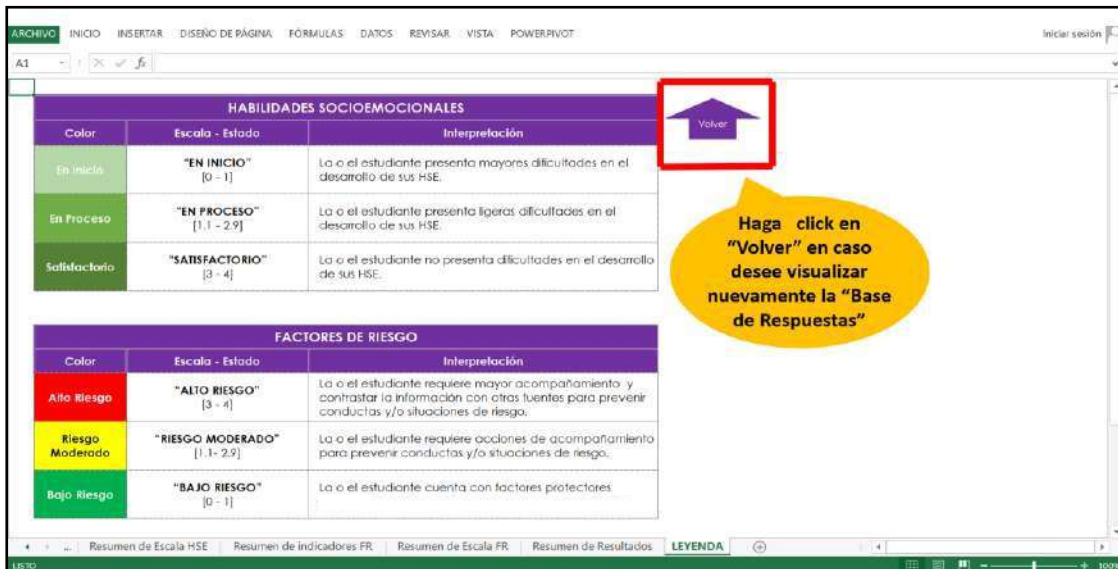 ARCHIVO INICIO INSERTAR DISEÑO DE PÁGINA FÓRMULAS DATOS REVISAR VISTA POWERPIVOT Iniciar sesión
A1 fx
HABILIDADES SOCIOEMOCIONALES
Color Escala - Estado Interpretación
En Inicio
"EN INICIO"
[0 - 1]
La o el estudiante presenta mayores dificultades en el
desarrollo de sus HSE.
En Proceso
"EN PROCESO"
[1.1 - 2.9]
La o el estudiante presenta ligeras dificultades en el
desarrollo de sus HSE.
Satisfactorio
"SATISFACTORIO"
[3 - 4]
La o el estudiante no presenta dificultades en el desarrollo
de sus HSE.
Volver
Haga click en
"Volver" en caso
desee visualizar
nuevamente la "Base
de Respuestas"
FACTORES DE RIESGO
Color Escala - Estado Interpretación
Alto Riesgo
"ALTO RIESGO"
[3 - 4]
La o el estudiante requiere mayor acompañamiento y
contrastar la información con otras fuentes para prevenir
conductas y/o situaciones de riesgo.
Riesgo
Moderado
"RIESGO MODERADO"
[1.1- 2.9]
La o el estudiante requiere acciones de acompañamiento
para prevenir conductas y/o situaciones de riesgo.
Bajo Riesgo
"BAJO RIESGO"
[0 - 1]
La o el estudiante cuenta con factores protectores
... Resumen de Escala HSE Resumen de indicadores FR Resumen de Escala FR Resumen de Resultados LEYENDA
LISTO 100%